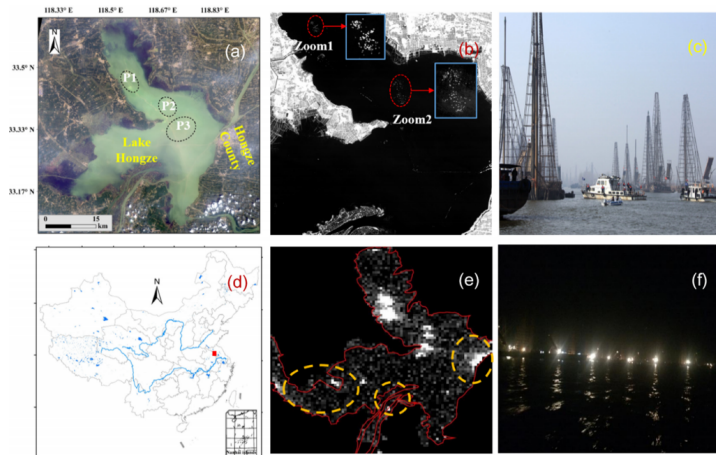 118.33°E 118.5° 118.67° 118.83°
N
(a)
33.5°N
P1
P2
33.33°
P3
Lake
Hongze
Hongze
County
33.17°
0 15
km
(b)
Zoom1
Zoom2
(c)
(d)
N
(e)
(f)